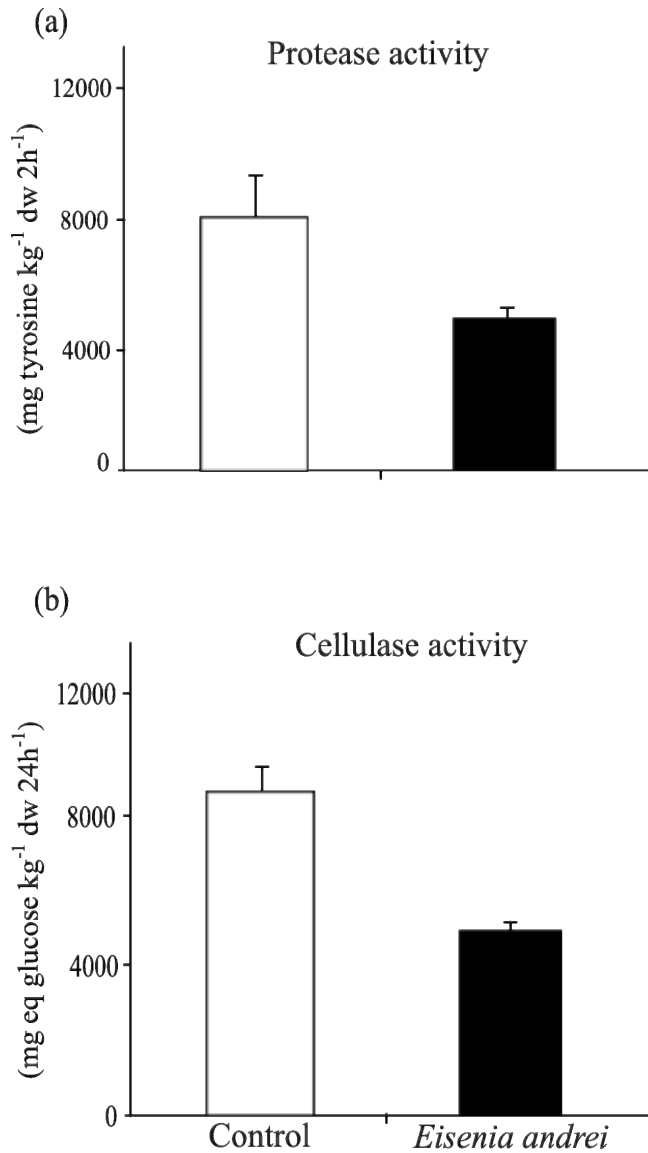 (a)
Protease activity
12000
8000
4000
0
(mg tyrosine kg⁻¹ dw 2h⁻¹)
(b)
Cellulase activity
12000
8000
4000
0
(mg eq glucose kg⁻¹ dw 24h⁻¹)
Control Eisenia andrei